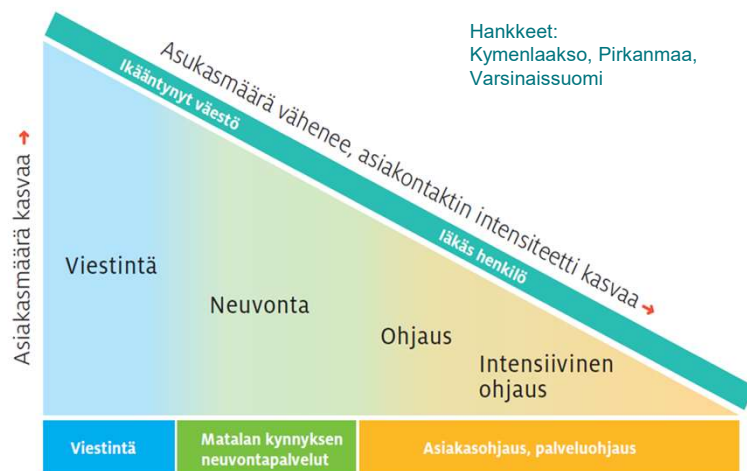 Hankkeet:
Kymenlaakso, Pirkanmaa,
Varsinaissuomi
Asukasmäärä vähenee, asiakontaktin intensiteetti kasvaa →
Ikääntynyt väestö
Iäkäs henkilö
Asiakasmäärä kasvaa →
Viestintä
Neuvonta
Ohjaus
Intensiivinen
ohjaus
Viestintä
Matalan kynnyksen
neuvontapalvelut
Asiakasohjaus, palveluohjaus